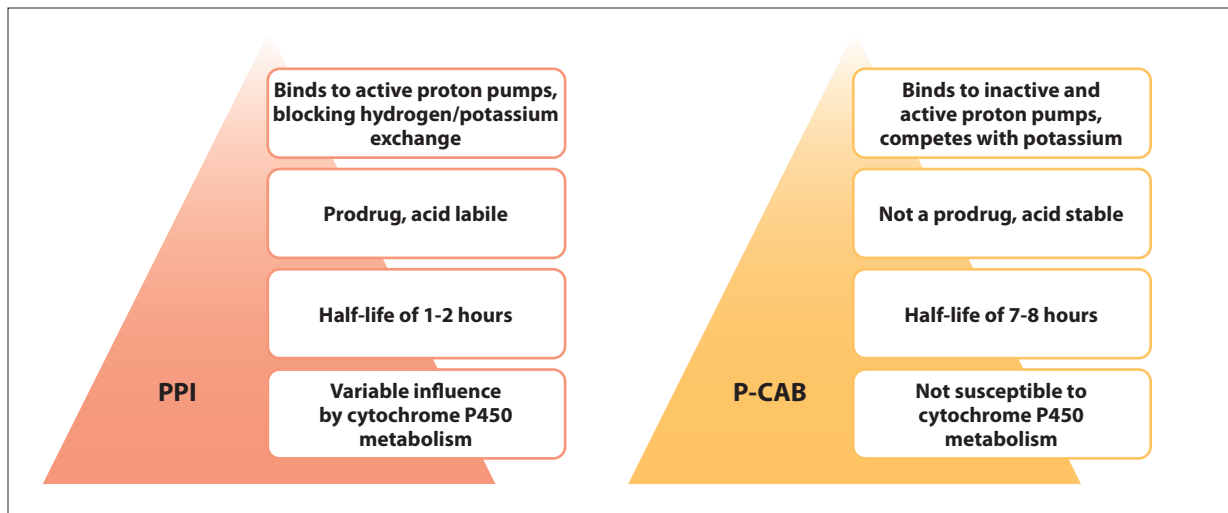 Binds to active proton pumps,
blocking hydrogen/potassium
exchange
Prodrug, acid labile
Half-life of 1-2 hours
PPI
Variable influence
by cytochrome P450
metabolism
Binds to inactive and
active proton pumps,
competes with potassium
Not a prodrug, acid stable
Half-life of 7-8 hours
P-CAB
Not susceptible to
cytochrome P450
metabolism